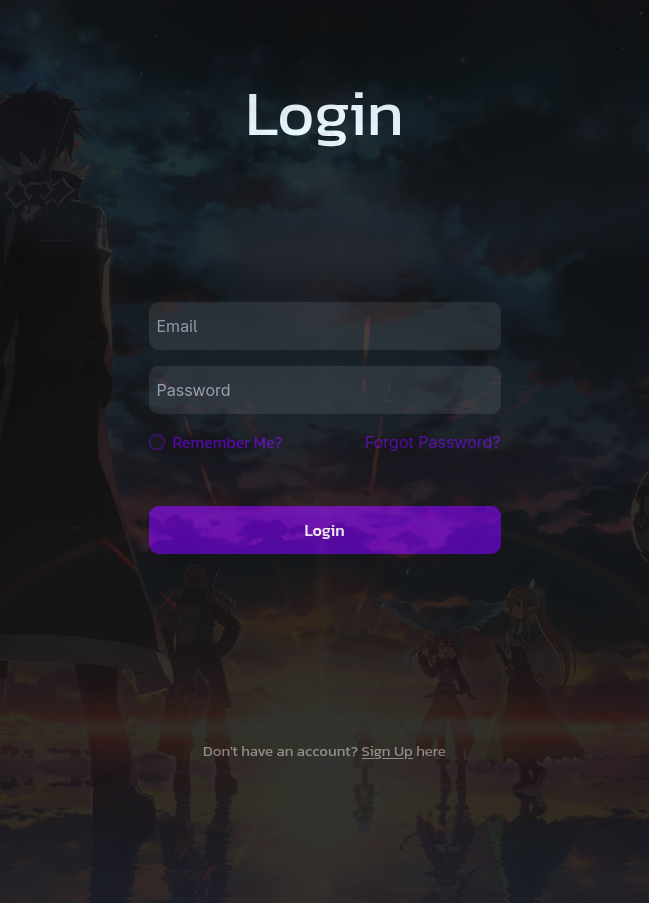 Login
Email
Password
Remember Me? Forgot Password?
Login
Don't have an account? Sign Up here